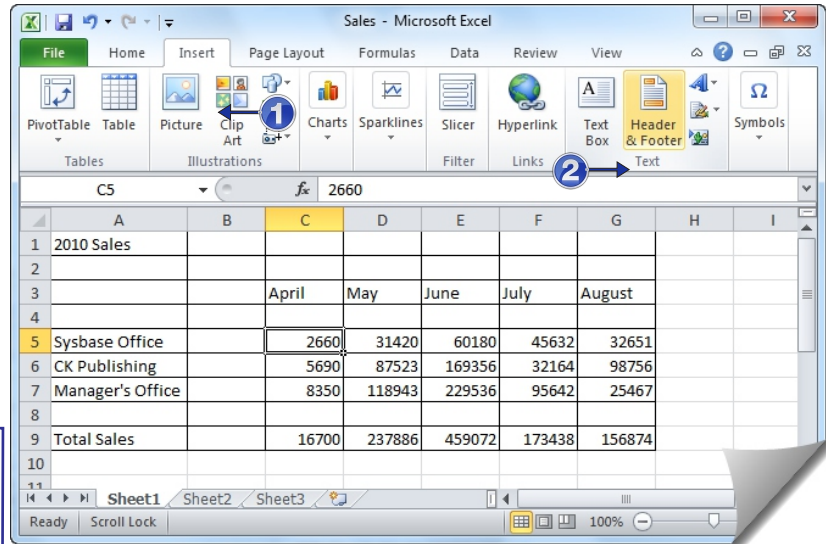 Sales - Microsoft Excel
File Home Insert Page Layout Formulas Data Review View
PivotTable Table Picture Clip Art Charts Sparklines Slicer Hyperlink Text Box Header & Footer Symbols
Tables Illustrations Filter Links Text
1
2
C5 fx 2660
A B C D E F G H I
1 2010 Sales
2
3 April May June July August
4
5 Sysbase Office 2660 31420 60180 45632 32651
6 CK Publishing 5690 87523 169356 32164 98756
7 Manager's Office 8350 118943 229536 95642 25467
8
9 Total Sales 16700 237886 459072 173438 156874
10
11
Sheet1 Sheet2 Sheet3
Ready Scroll Lock 100%